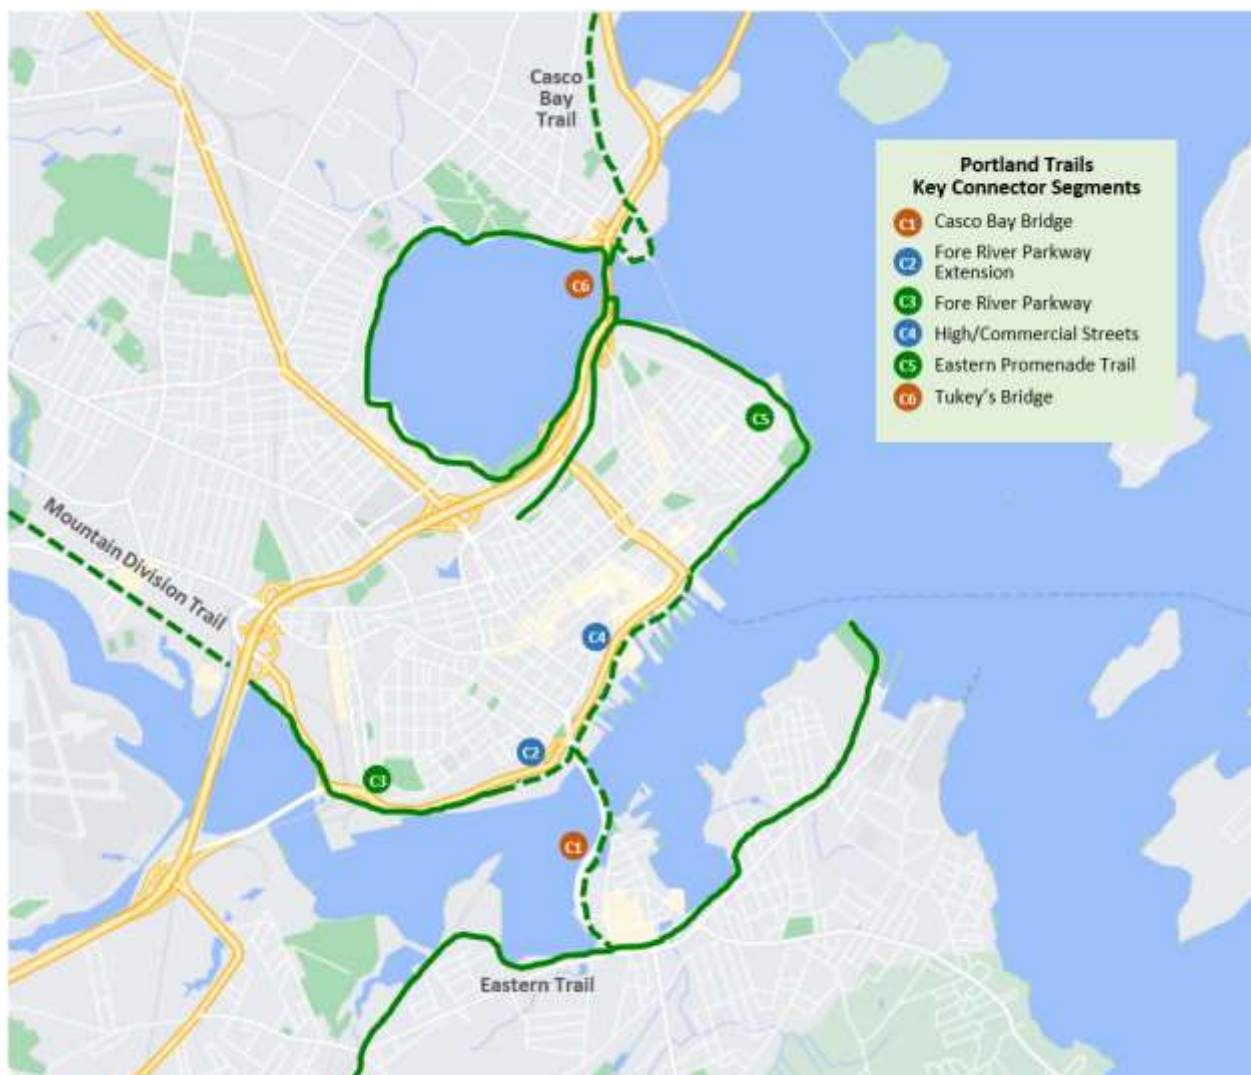 Casco
Bay
Trail
Portland Trails
Key Connector Segments
C1 Casco Bay Bridge
C2 Fore River Parkway
Extension
C3 Fore River Parkway
C4 High/Commercial Streets
C5 Eastern Promenade Trail
C6 Tukey's Bridge
C6
C5
Mountain Division Trail
C4
C2
C3
C1
Eastern Trail